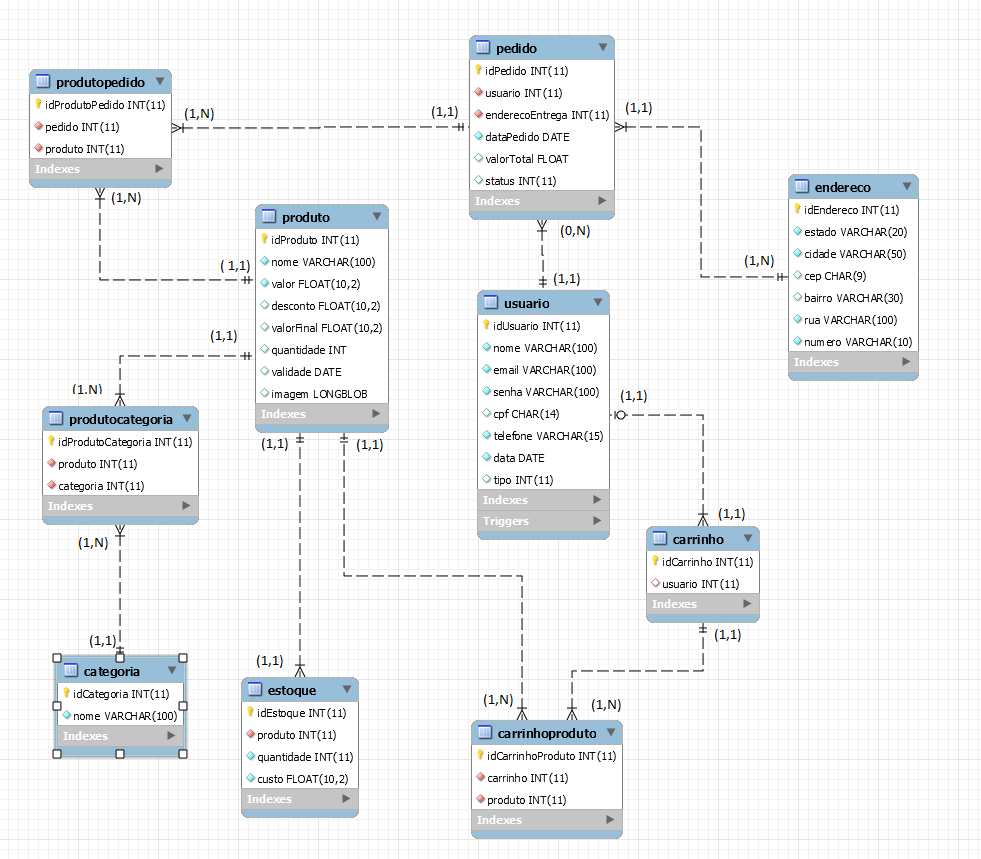 produtopedido
idProdutoPedido INT(11)
pedido INT(11)
produto INT(11)
Indexes
(1,N)
(1,1)
(1,N)
pedido
idPedido INT(11)
usuario INT(11)
enderecoEntrega INT(11)
dataPedido DATE
valorTotal FLOAT
status INT(11)
Indexes
(1,1)
(0,N)
endereco
idEndereco INT(11)
estado VARCHAR(20)
cidade VARCHAR(50)
cep CHAR(9)
bairro VARCHAR(30)
rua VARCHAR(100)
numero VARCHAR(10)
Indexes
(1,N)
produto
idProduto INT(11)
nome VARCHAR(100)
valor FLOAT(10,2)
desconto FLOAT(10,2)
valorFinal FLOAT(10,2)
quantidade INT
validade DATE
imagem LONGBLOB
Indexes
( 1,1)
(1,1)
(1,1)
(1,1)
usuario
idUsuario INT(11)
nome VARCHAR(100)
email VARCHAR(100)
senha VARCHAR(100)
cpf CHAR(14)
telefone VARCHAR(15)
data DATE
tipo INT(11)
Indexes
Triggers
(1,1)
(1,1)
(1,N)
produtocategoria
idProdutoCategoria INT(11)
produto INT(11)
categoria INT(11)
Indexes
(1,N)
(1,1)
carrinho
idCarrinho INT(11)
usuario INT(11)
Indexes
(1,1)
(1,1)
categoria
idCategoria INT(11)
nome VARCHAR(100)
Indexes
(1,1)
estoque
idEstoque INT(11)
produto INT(11)
quantidade INT(11)
custo FLOAT(10,2)
Indexes
(1,N)
(1,N)
carrinhoproduto
idCarrinhoProduto INT(11)
carrinho INT(11)
produto INT(11)
Indexes